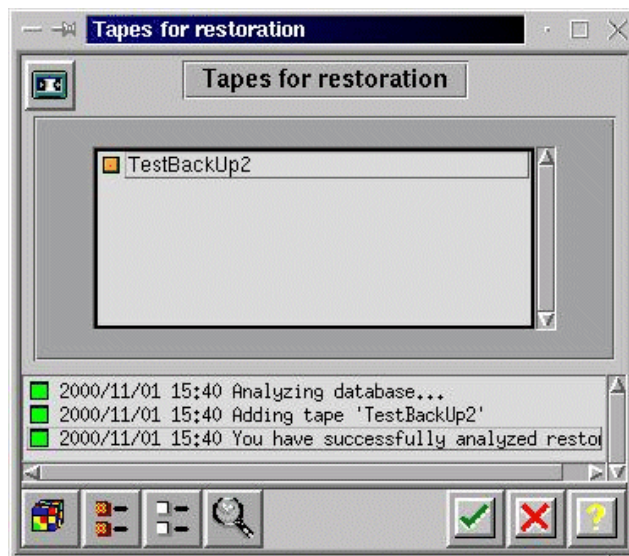 Tapes for restoration
Tapes for restoration
TestBackUp2
2000/11/01 15:40 Analyzing database...
2000/11/01 15:40 Adding tape 'TestBackUp2'
2000/11/01 15:40 You have successfully analyzed